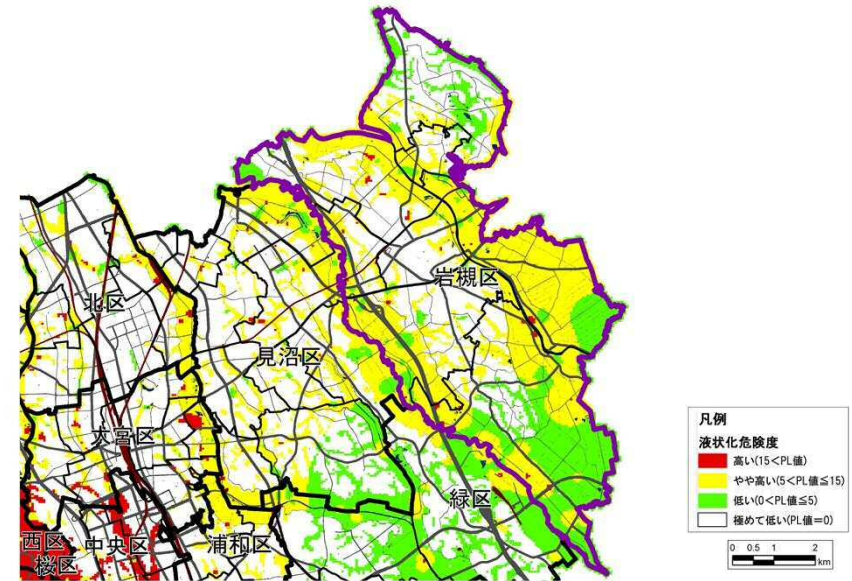 岩槻区
北区
見沼区
大宮区
緑区
西区
中央区
浦和区
桜区
凡例
液状化危険度
高い(15<PL値)
やや高い(5<PL値≦15)
低い(0<PL値≦5)
極めて低い(PL値=0)
0 0.5 1 2
km